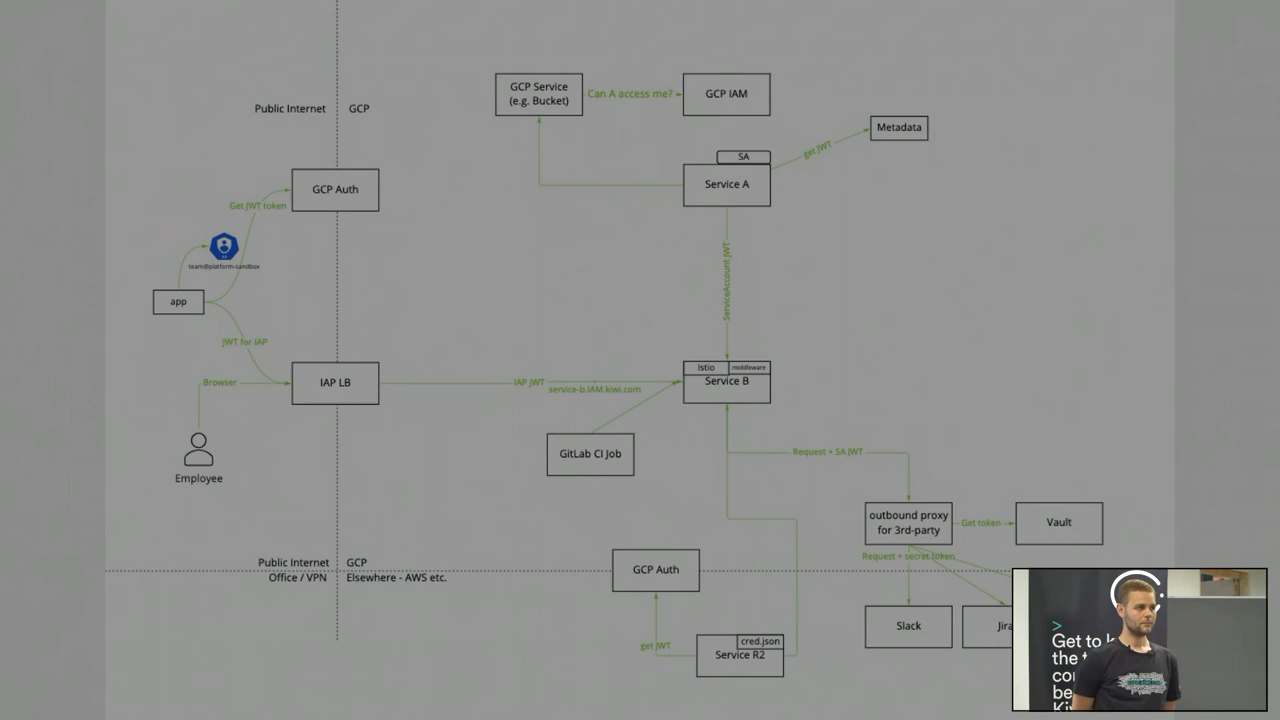 GCP Service
(e.g. Bucket)
Can A access me?
GCP IAM
Public Internet
GCP
Metadata
get JWT
SA
Service A
GCP Auth
Get JWT token
team@platform-sandbox
app
ServiceAccount JWT
JWT for IAP
Istio
middleware
Service B
Browser
IAP LB
IAP JWT
service-b.IAM.kiwi.com
GitLab CI Job
Employee
Request + SA JWT
outbound proxy
for 3rd-party
Get token
Vault
Request + secret token
Public Internet
GCP
Office / VPN
Elsewhere - AWS etc.
GCP Auth
Slack
Jira
get JWT
cred.json
Service R2
>
Get to k
the t
co
be
Ki